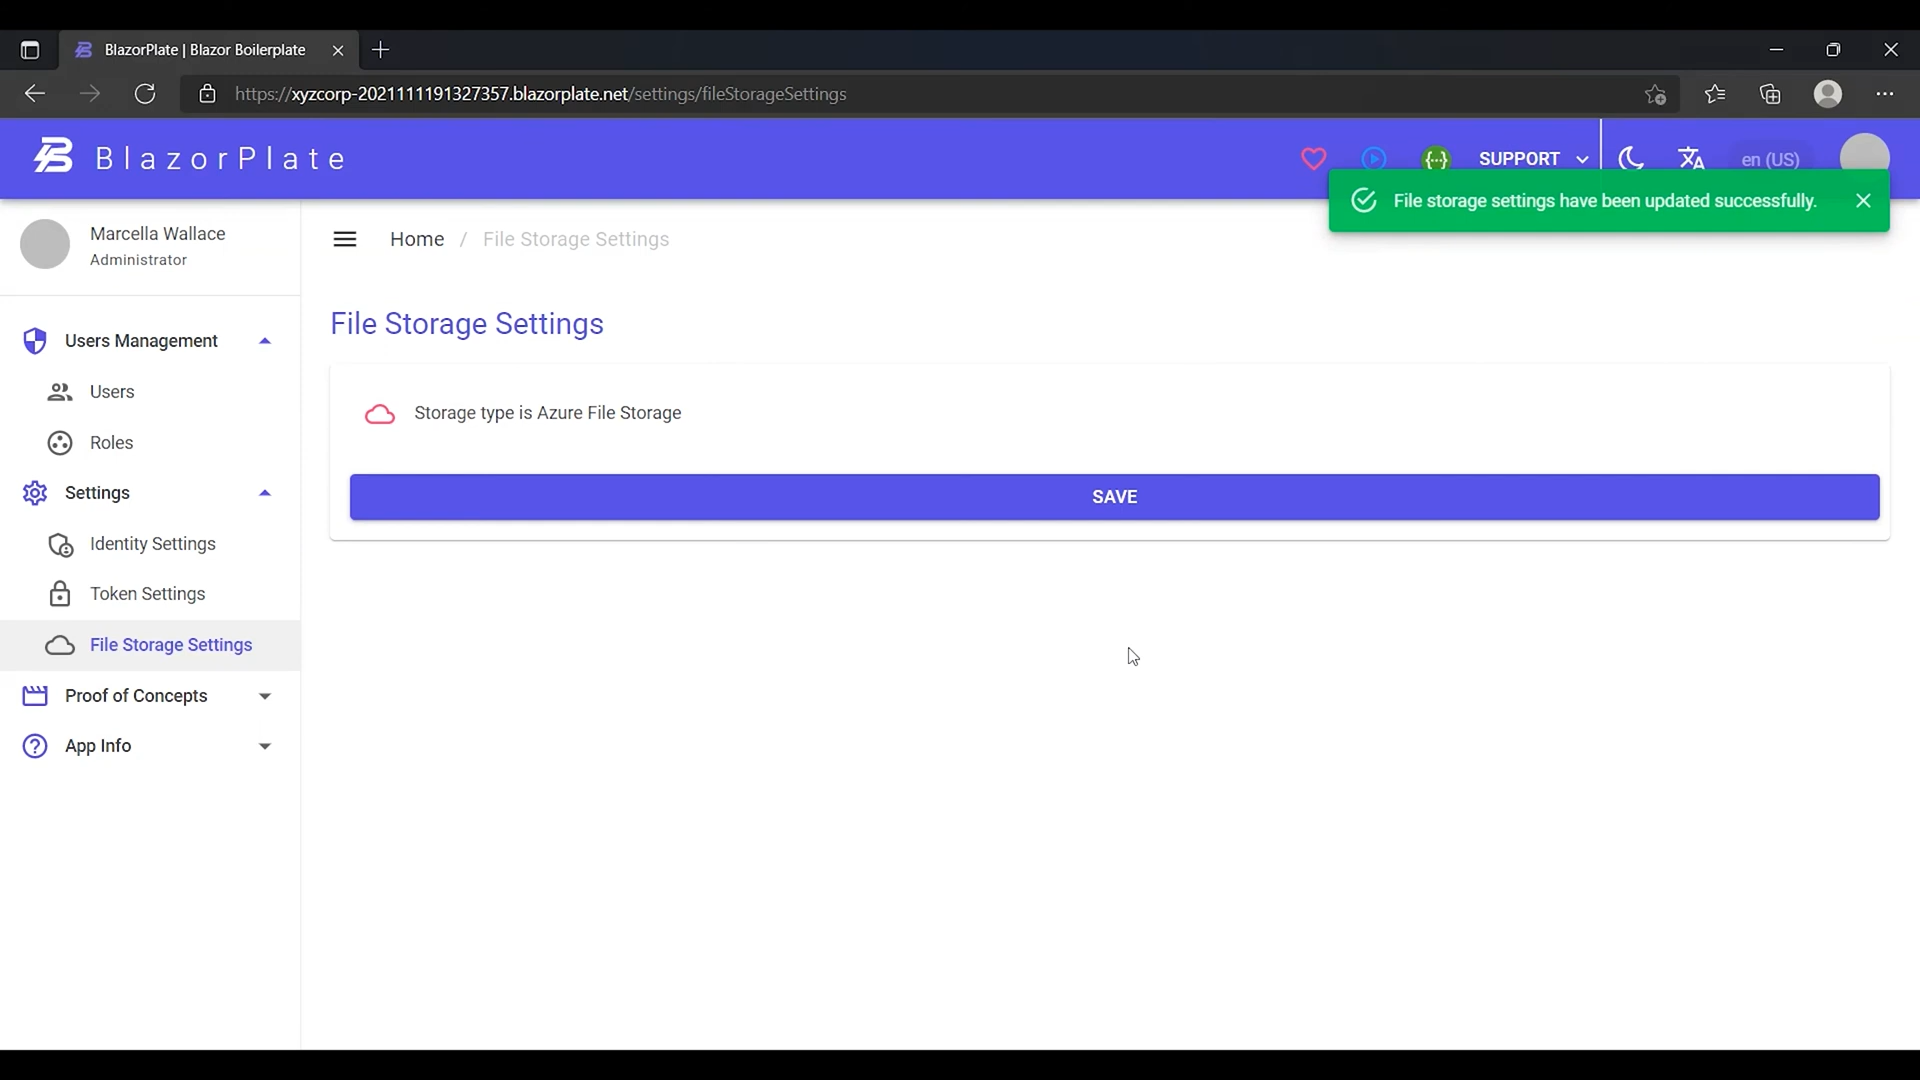 BlazorPlate | Blazor Boilerplate
https://xyzcorp-2021111191327357.blazorplate.net/settings/fileStorageSettings
BlazorPlate
SUPPORT
en (US)
File storage settings have been updated successfully.
Marcella Wallace
Administrator
Home / File Storage Settings
Users Management
Users
Roles
Settings
Identity Settings
Token Settings
File Storage Settings
Proof of Concepts
App Info
File Storage Settings
Storage type is Azure File Storage
SAVE